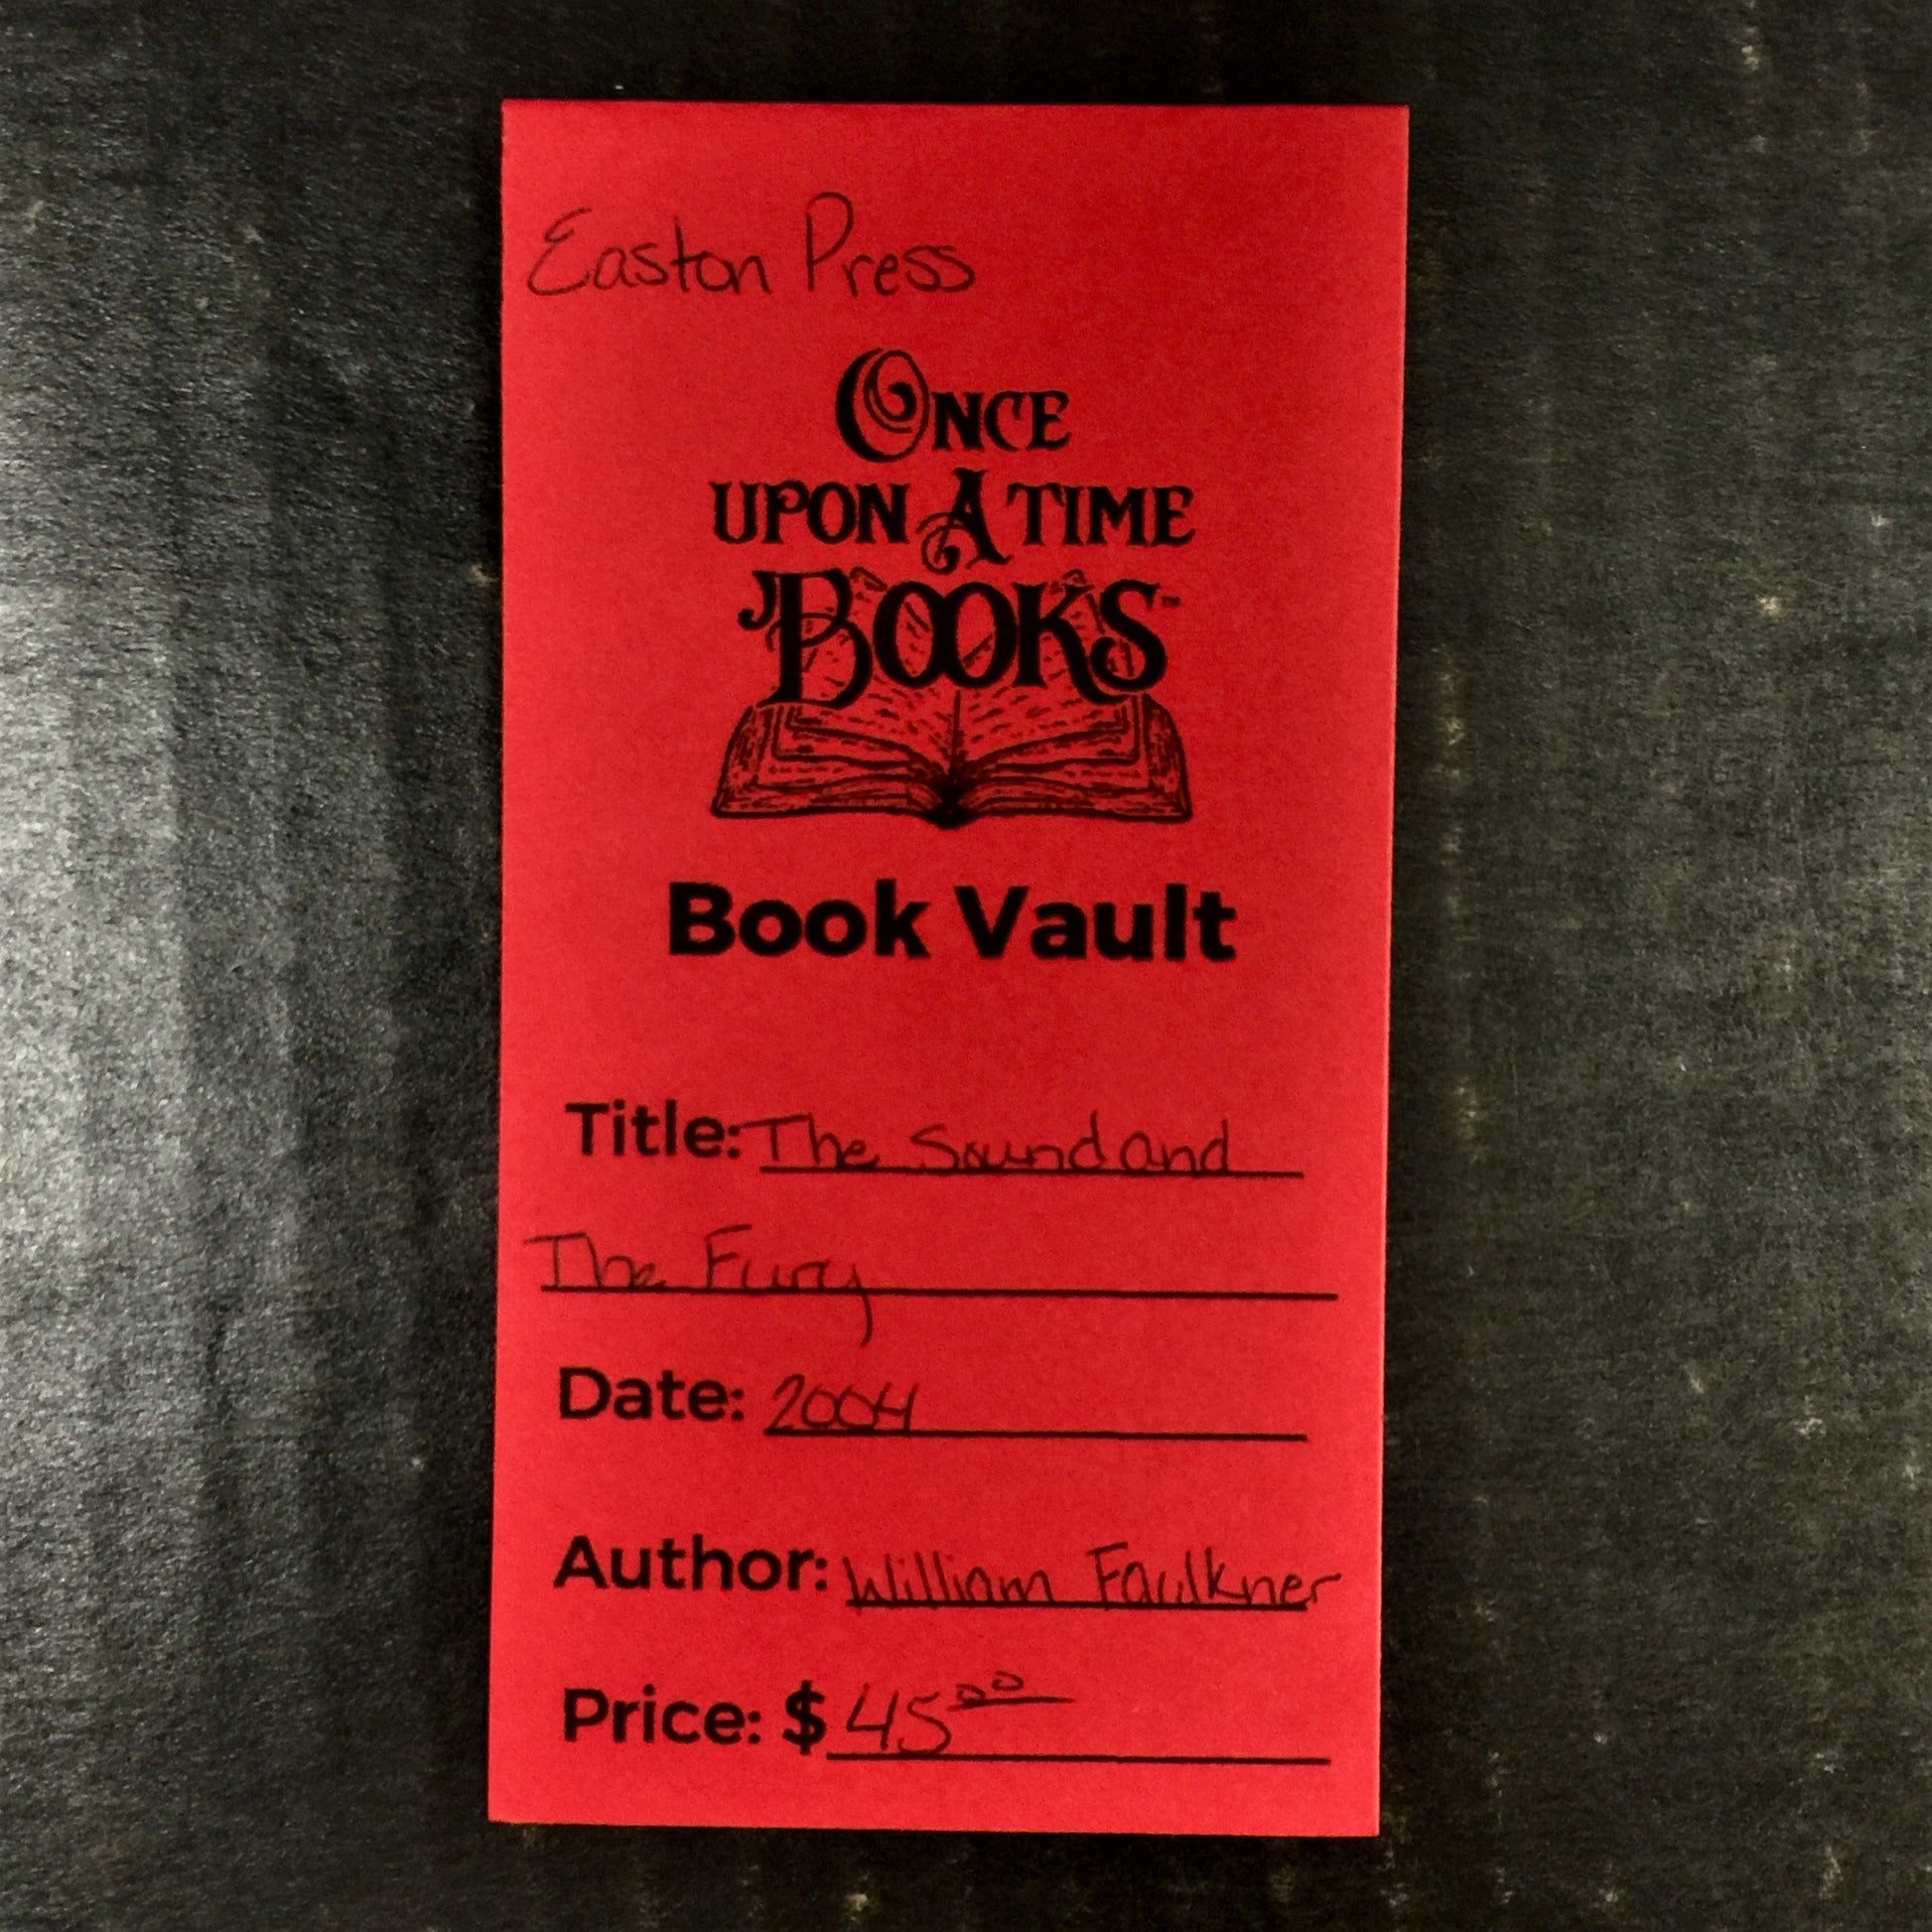 Easton Press
ONCE
UPON A TIME
BOOKS™
Book Vault
Title: The Sound and
The Fury
Date: 2004
Author: William Faulkner
Price: $ 45 00